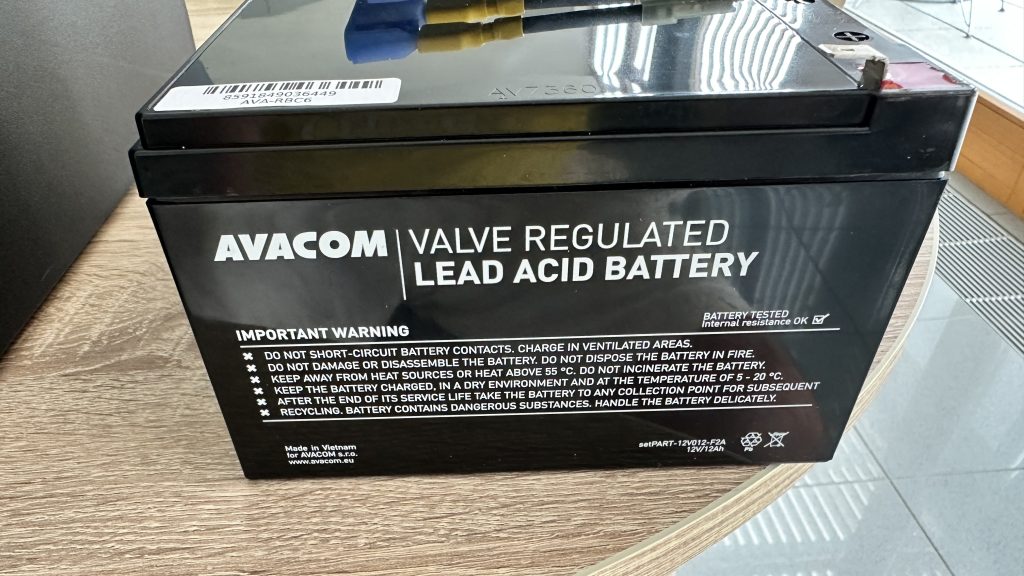 8591849036449
AVA-RBC6
AVACOM
VALVE REGULATED
LEAD ACID BATTERY
BATTERY TESTED
Internal resistance OK
IMPORTANT WARNING
DO NOT SHORT-CIRCUIT BATTERY CONTACTS. CHARGE IN VENTILATED AREAS.
DO NOT DAMAGE OR DISASSEMBLE THE BATTERY. DO NOT DISPOSE THE BATTERY IN FIRE.
KEEP AWAY FROM HEAT SOURCES OR HEAT ABOVE 55 °C. DO NOT INCINERATE THE BATTERY.
KEEP THE BATTERY CHARGED, IN A DRY ENVIRONMENT AND AT THE TEMPERATURE OF 5 - 20 °C.
AFTER THE END OF ITS SERVICE LIFE TAKE THE BATTERY TO ANY COLLECTION POINT FOR SUBSEQUENT
RECYCLING. BATTERY CONTAINS DANGEROUS SUBSTANCES. HANDLE THE BATTERY DELICATELY.
Made in Vietnam
for AVACOM s.r.o.
www.avacom.eu
setPART-12V012-F2A
12V/12Ah
Pb